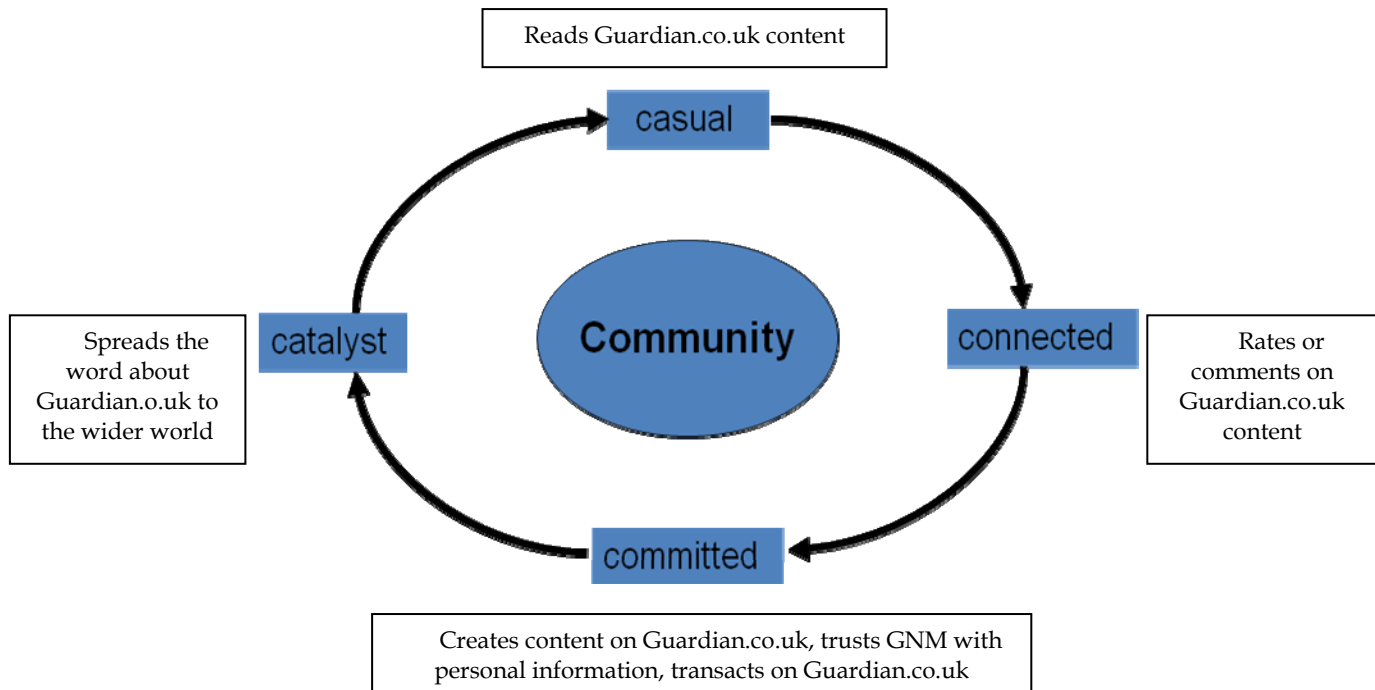 Reads Guardian.co.uk content
casual
Spreads the
word about
Guardian.o.uk to
the wider world
catalyst
Community
connected
Rates or
comments on
Guardian.co.uk
content
committed
Creates content on Guardian.co.uk, trusts GNM with
personal information, transacts on Guardian.co.uk